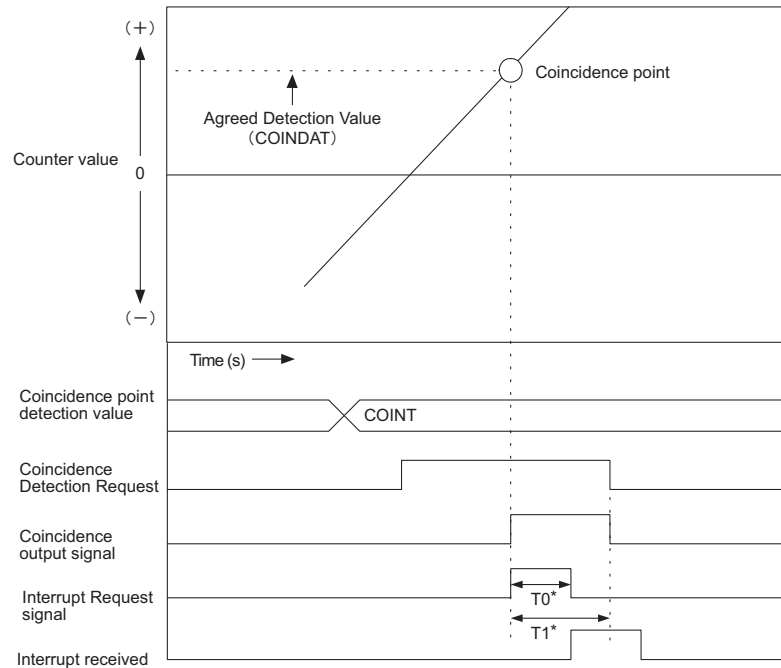 (+)
Coincidence point
Agreed Detection Value
(COINDAT)
Counter value
0
(−)
Time (s)
Coincidence point
detection value
COINT
Coincidence
Detection Request
Coincidence
output signal
Interrupt Request
signal
T0*
T1*
Interrupt received